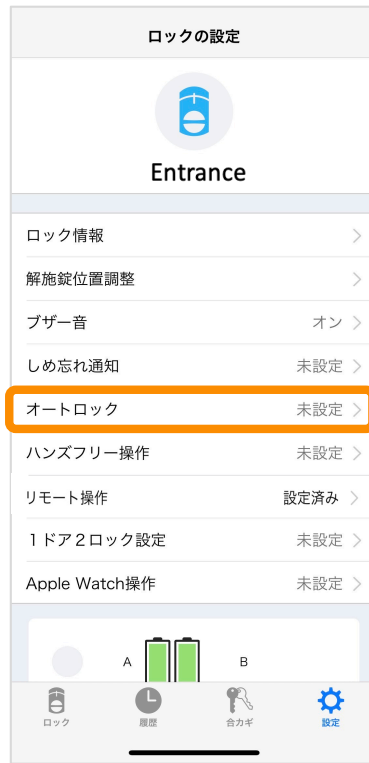 ロックの設定
Entrance
ロック情報
解施錠位置調整
ブザー音 オン
しめ忘れ通知 未設定
オートロック 未設定
ハンズフリー操作 未設定
リモート操作 設定済み
1ドア2ロック設定 未設定
Apple Watch操作 未設定
A B
ロック 履歴 合カギ 設定